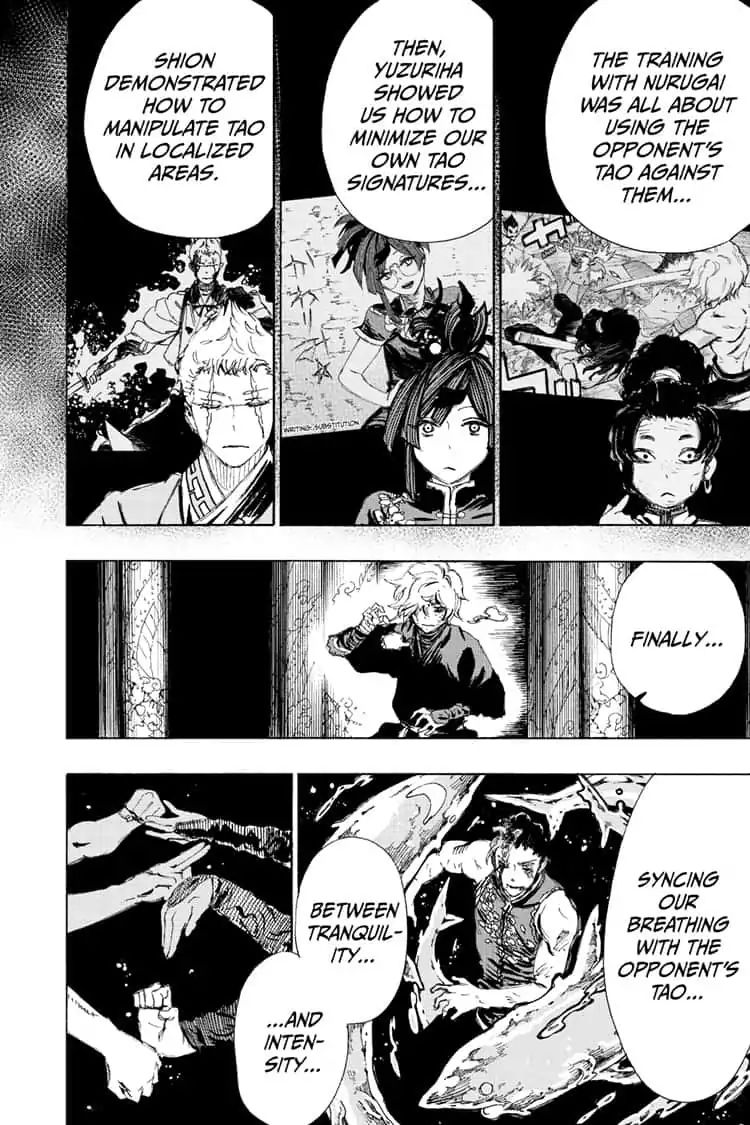 THE TRAINING
WITH NURUGAI
WAS ALL ABOUT
USING THE
OPPONENT'S
TAO AGAINST
THEM...
THEN,
YUZURIHA
SHOWED
US HOW TO
MINIMIZE OUR
OWN TAO
SIGNATURES...
WRITING: SUBSTITUTION
SHION
DEMONSTRATED
HOW TO
MANIPULATE TAO
IN LOCALIZED
AREAS.
FINALLY...
SYNCING
OUR
BREATHING
WITH THE
OPPONENT'S
TAO...
BETWEEN
TRANQUIL-
ITY...
...AND
INTEN-
SITY...